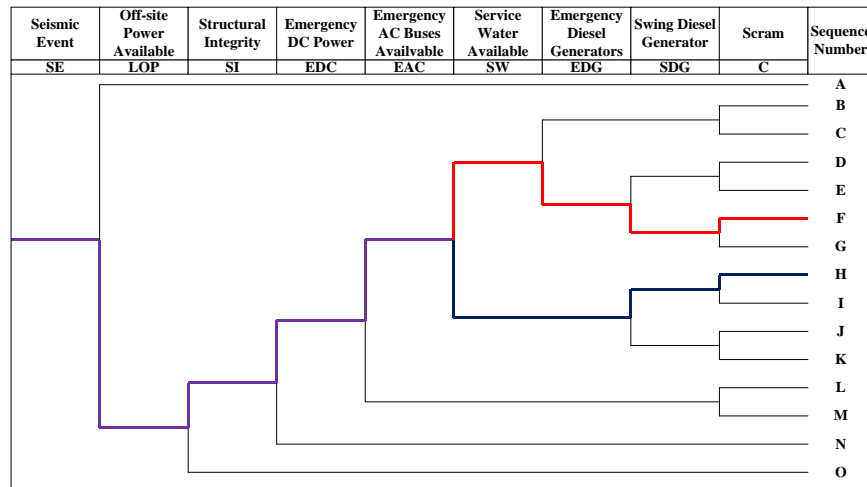 Seismic Event
Off-site Power Available
Structural Integrity
Emergency DC Power
Emergency AC Buses Availvable
Service Water Available
Emergency Diesel Generators
Swing Diesel Generator
Scram
Sequence Number
SE LOP SI EDC EAC SW EDG SDG C
A
B
C
D
E
F
G
H
I
J
K
L
M
N
O